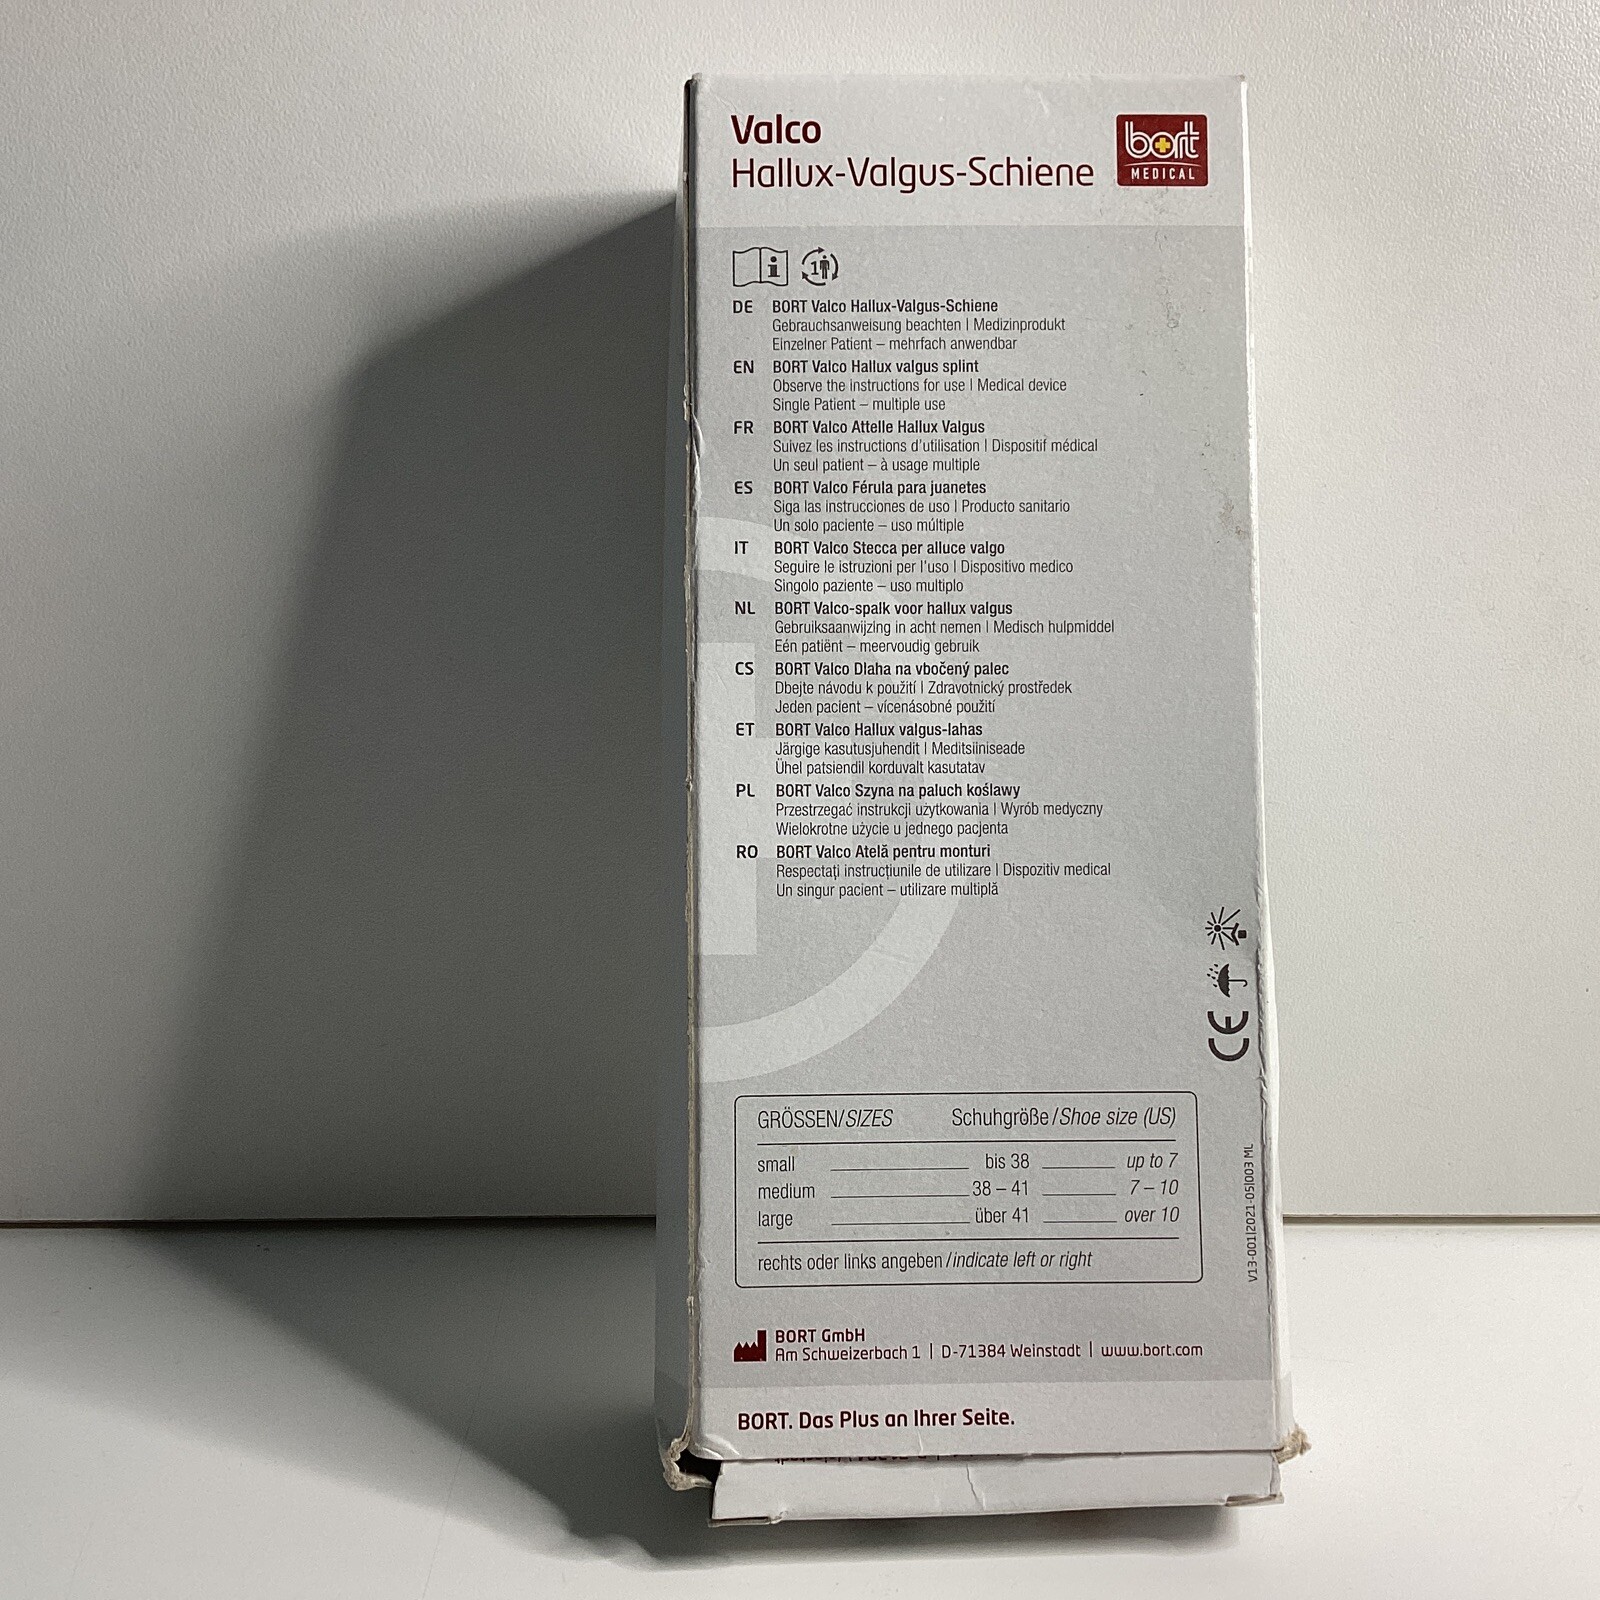 Valco
Hallux-Valgus-Schiene
bort
MEDICAL
DE BORT Valco Hallux-Valgus-Schiene
Gebrauchsanweisung beachten | Medizinprodukt
Einzelner Patient – mehrfach anwendbar
EN BORT Valco Hallux valgus splint
Observe the instructions for use | Medical device
Single Patient – multiple use
FR BORT Valco Attelle Hallux Valgus
Suivez les instructions d'utilisation | Dispositif médical
Un seul patient – à usage multiple
ES BORT Valco Férula para juanetes
Siga las instrucciones de uso | Producto sanitario
Un solo paciente – uso múltiple
IT BORT Valco Stecca per alluce valgo
Seguire le istruzioni per l'uso | Dispositivo medico
Singolo paziente – uso multiplo
NL BORT Valco-spalk voor hallux valgus
Gebruiksaanwijzing in acht nemen | Medisch hulpmiddel
Eén patiënt – meervoudig gebruik
CS BORT Valco Dlaha na vbočený palec
Dbejte návodu k použití | Zdravotnický prostředek
Jeden pacient – vícenásobné použití
ET BORT Valco Hallux valgus-lahas
Järgige kasutusjuhendit | Meditsiiniseade
Ühel patsiendil korduvalt kasutatav
PL BORT Valco Szyna na paluch koślawy
Przestrzegać instrukcji użytkowania | Wyrób medyczny
Wielokrotne użycie u jednego pacjenta
RO BORT Valco Atelă pentru monturi
Respectați instrucțiunile de utilizare | Dispozitiv medical
Un singur pacient – utilizare multiplă
CE
GRÖSSEN/SIZES Schuhgröße/Shoe size (US)
small bis 38 up to 7
medium 38 – 41 7 – 10
large über 41 over 10
rechts oder links angeben/indicate left or right
V13-001|2021-05|003 ML
BORT GmbH
Am Schweizerbach 1 | D-71384 Weinstadt | www.bort.com
BORT. Das Plus an Ihrer Seite.